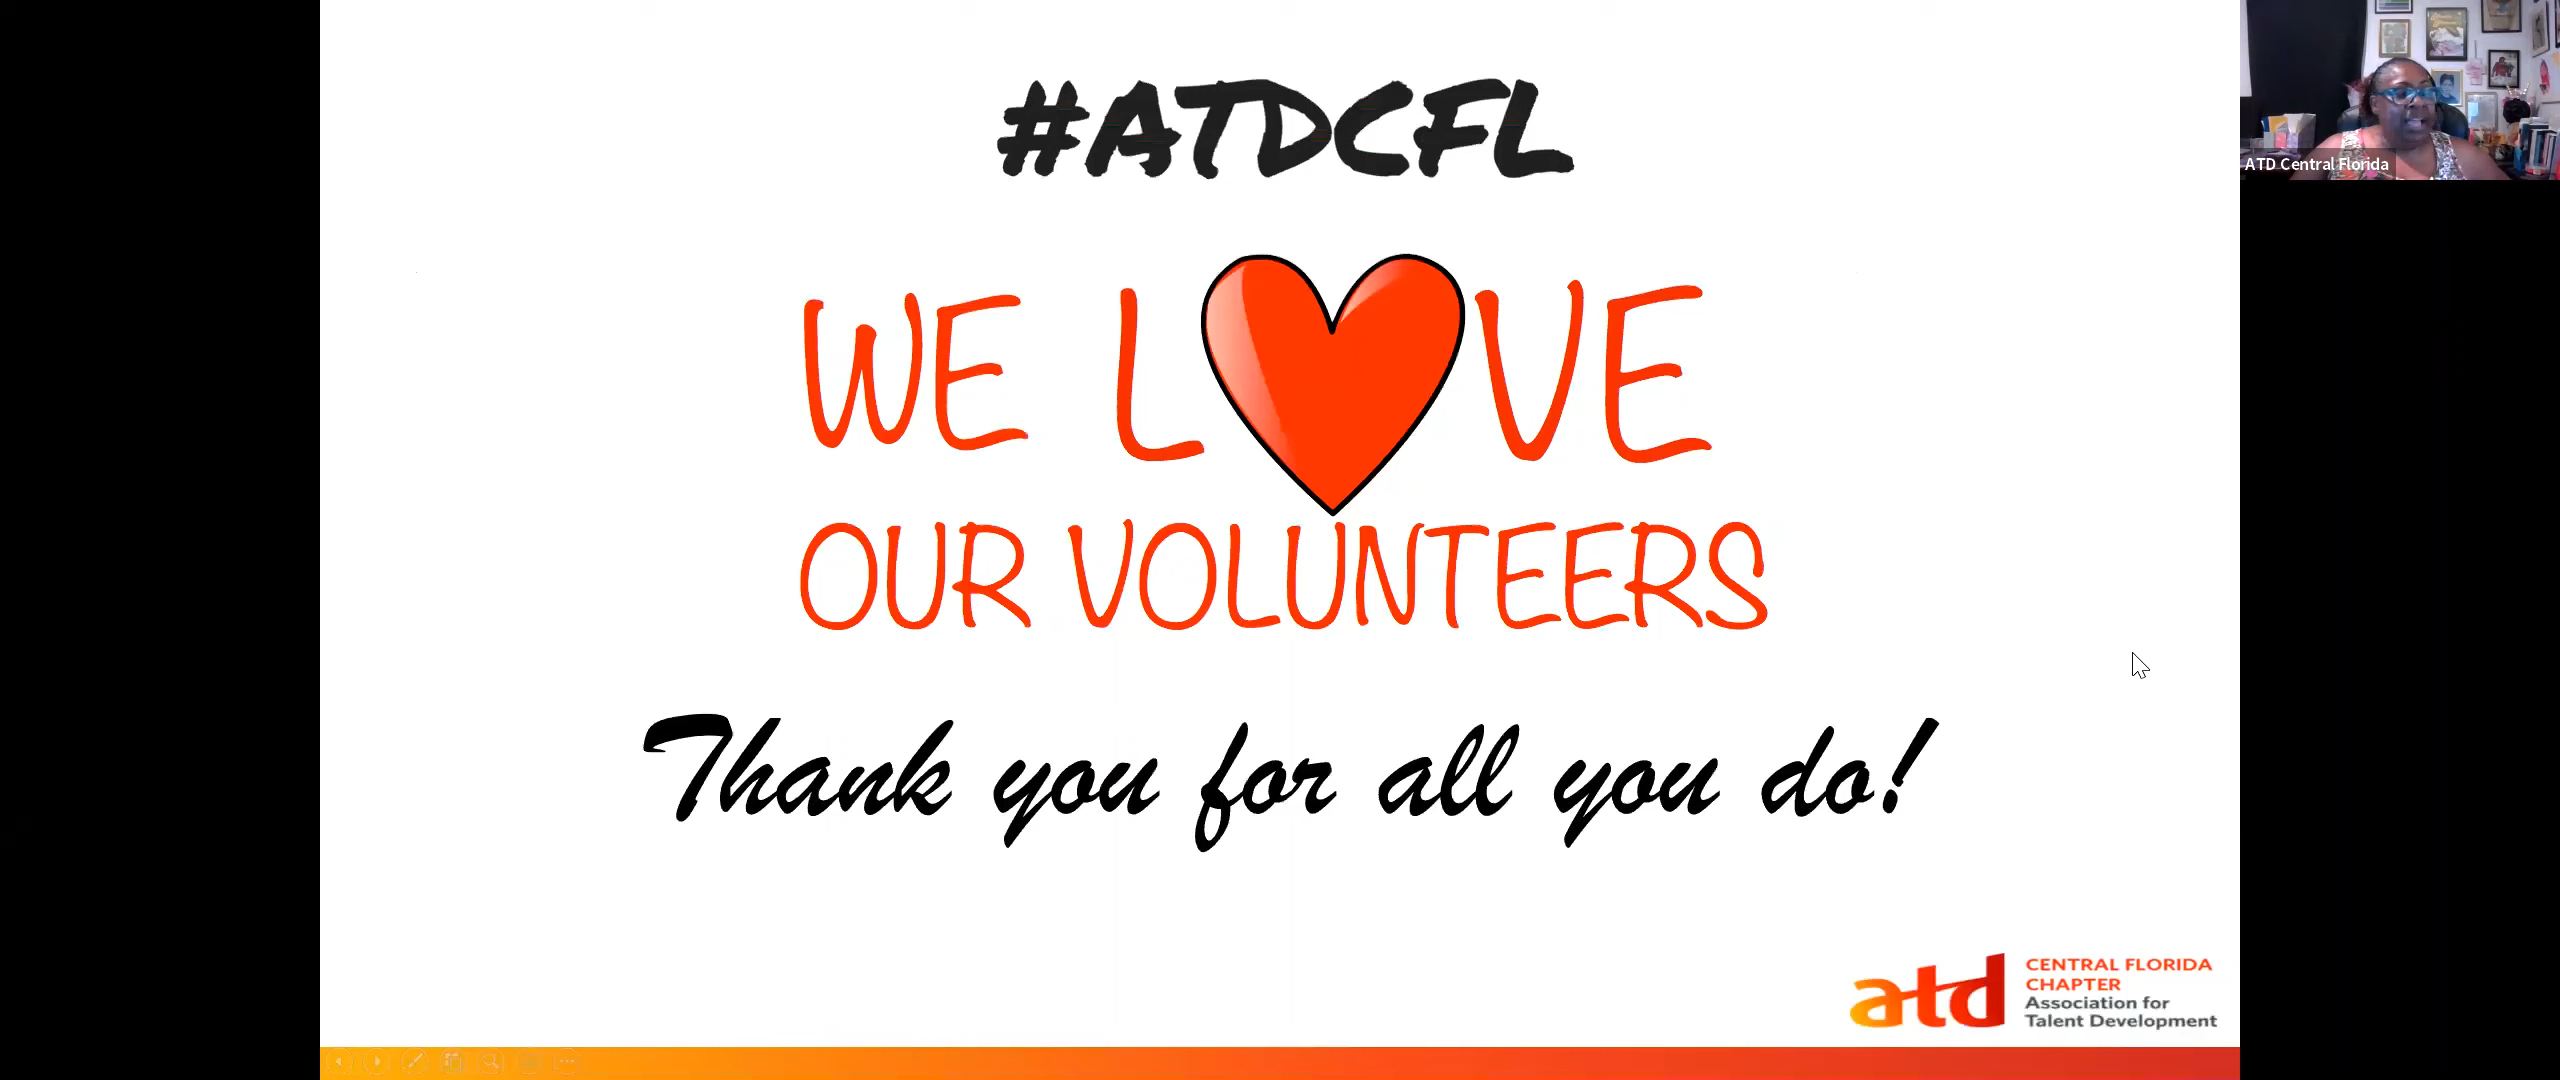 #ATDCFL
WE LOVE
OUR VOLUNTEERS
Thank you for all you do!
ATD Central Florida
atd
CENTRAL FLORIDA
CHAPTER
Association for
Talent Development